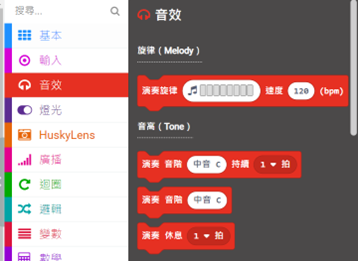 搜尋...
基本
輸入
音效
燈光
HuskyLens
廣播
迴圈
邏輯
變數
數學
音效
旋律（Melody）
演奏旋律 速度 120 (bpm)
音高（Tone）
演奏 音階 中音 C 持續 1 拍
演奏 音階 中音 C
演奏 休息 1 拍